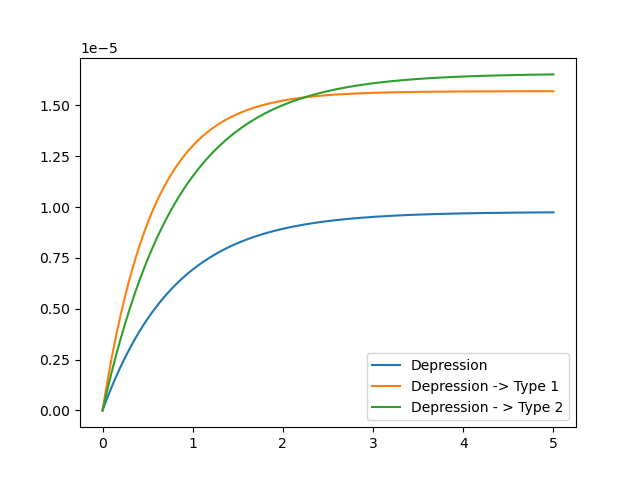 1e−5
1.50
1.25
1.00
0.75
0.50
0.25
0.00
0 1 2 3 4 5
Depression
Depression -> Type 1
Depression - > Type 2